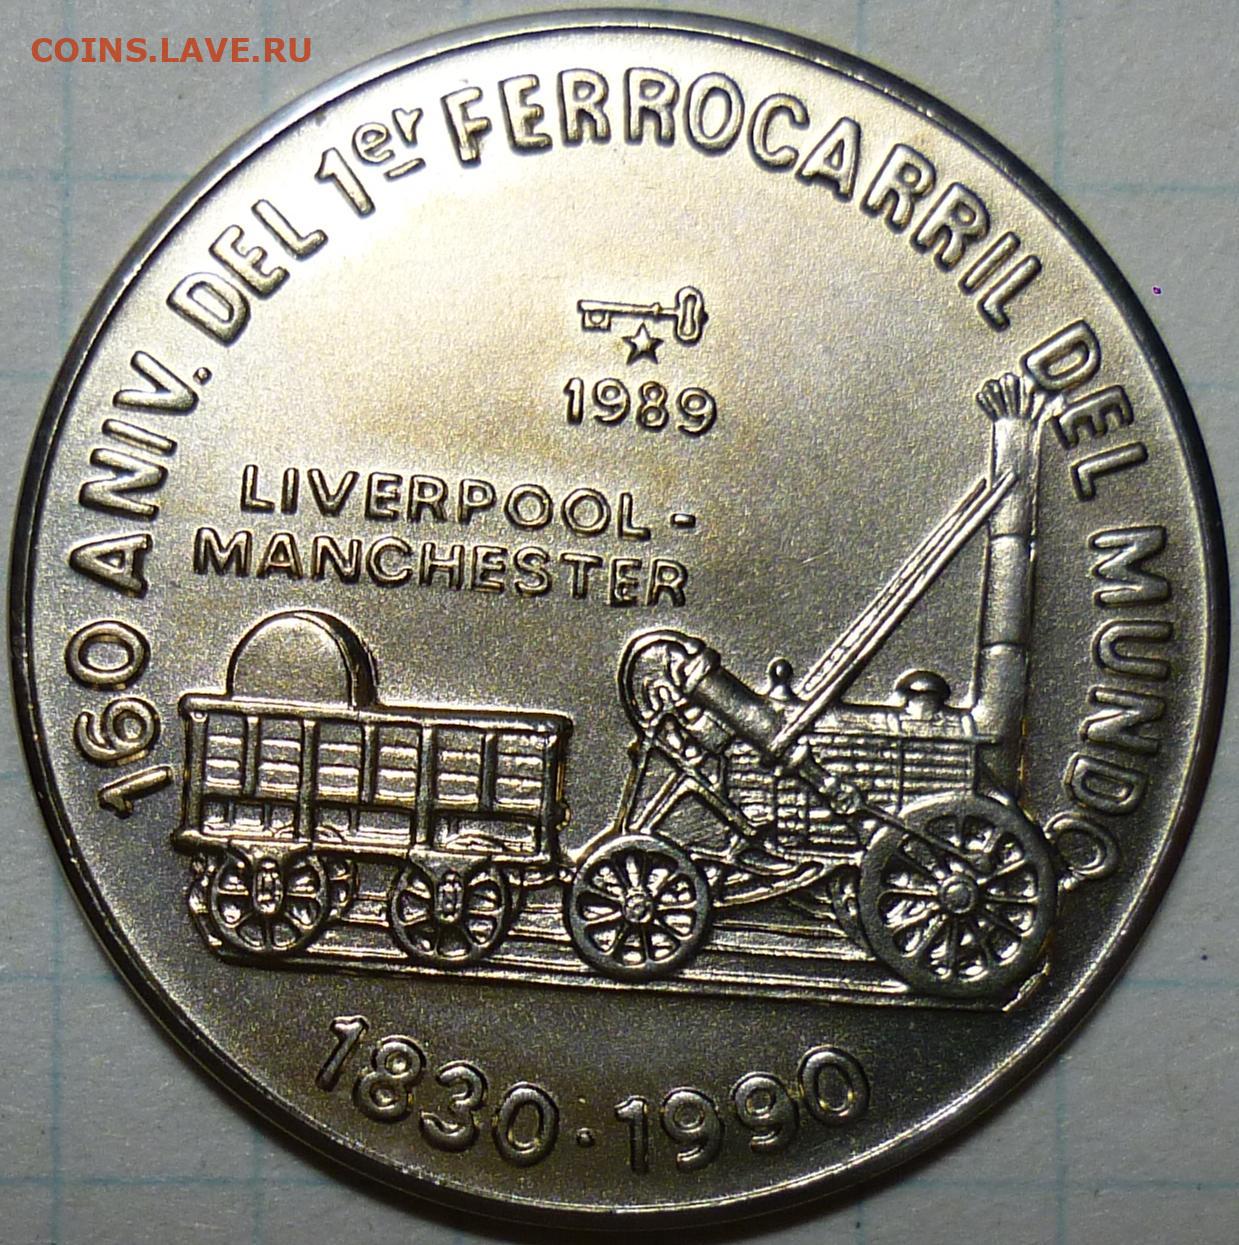 COINS.LAVE.RU
160 ANIV. DEL 1er FERROCARRIL DEL MUNDO
1989
LIVERPOOL-
MANCHESTER
1830·1990